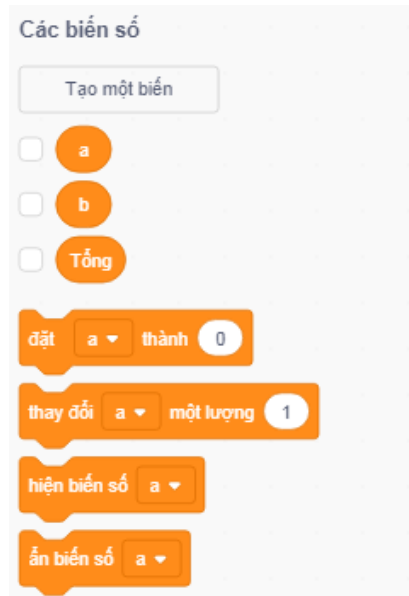 Các biến số
Tạo một biến
a
b
Tổng
đặt a thành 0
thay đổi a một lượng 1
hiện biến số a
ẩn biến số a